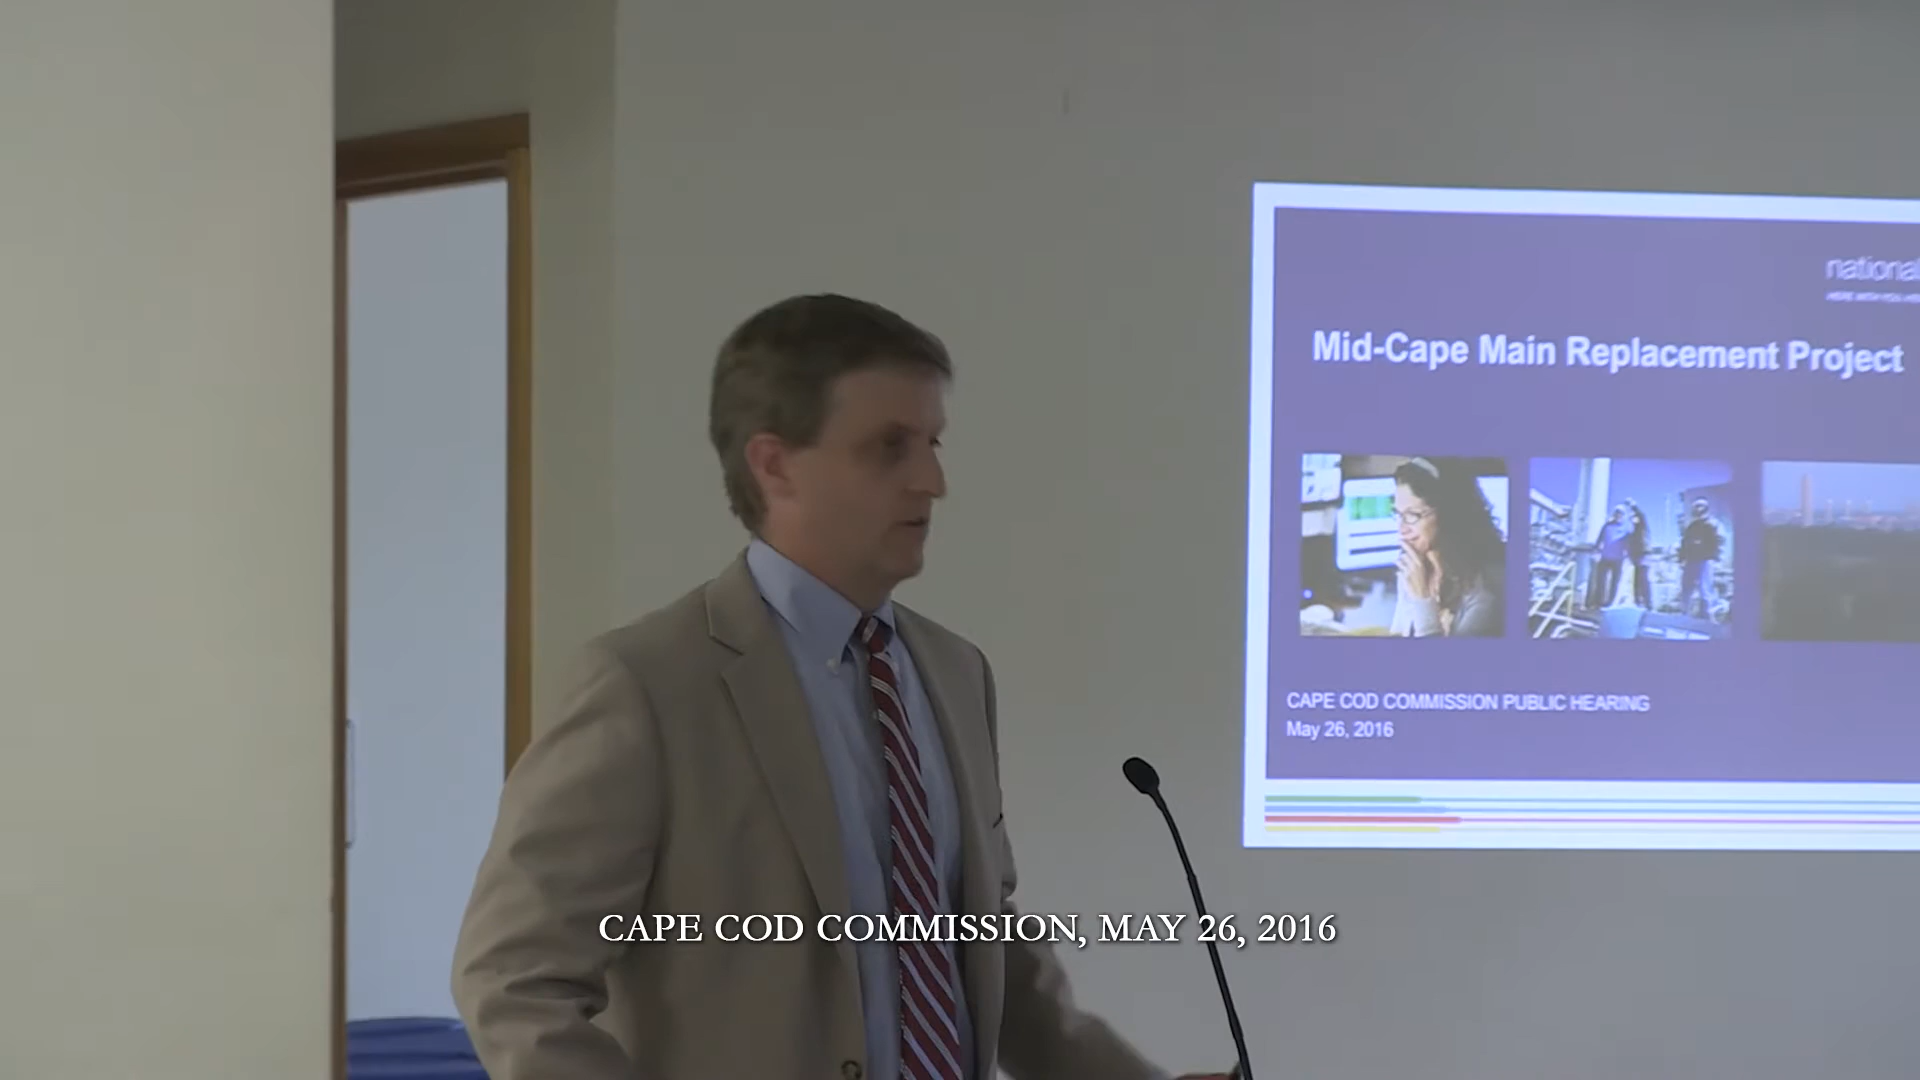 national
Mid-Cape Main Replacement Project
CAPE COD COMMISSION PUBLIC HEARING
May 26, 2016
CAPE COD COMMISSION, MAY 26, 2016